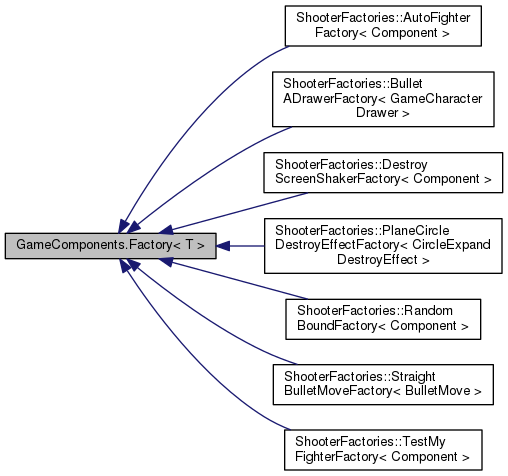 ShooterFactories::AutoFighter
Factory< Component >
ShooterFactories::Bullet
ADrawerFactory< GameCharacter
Drawer >
ShooterFactories::Destroy
ScreenShakerFactory< Component >
ShooterFactories::PlaneCircle
DestroyEffectFactory< CircleExpand
DestroyEffect >
GameComponents.Factory< T >
ShooterFactories::Random
BoundFactory< Component >
ShooterFactories::Straight
BulletMoveFactory< BulletMove >
ShooterFactories::TestMy
FighterFactory< Component >